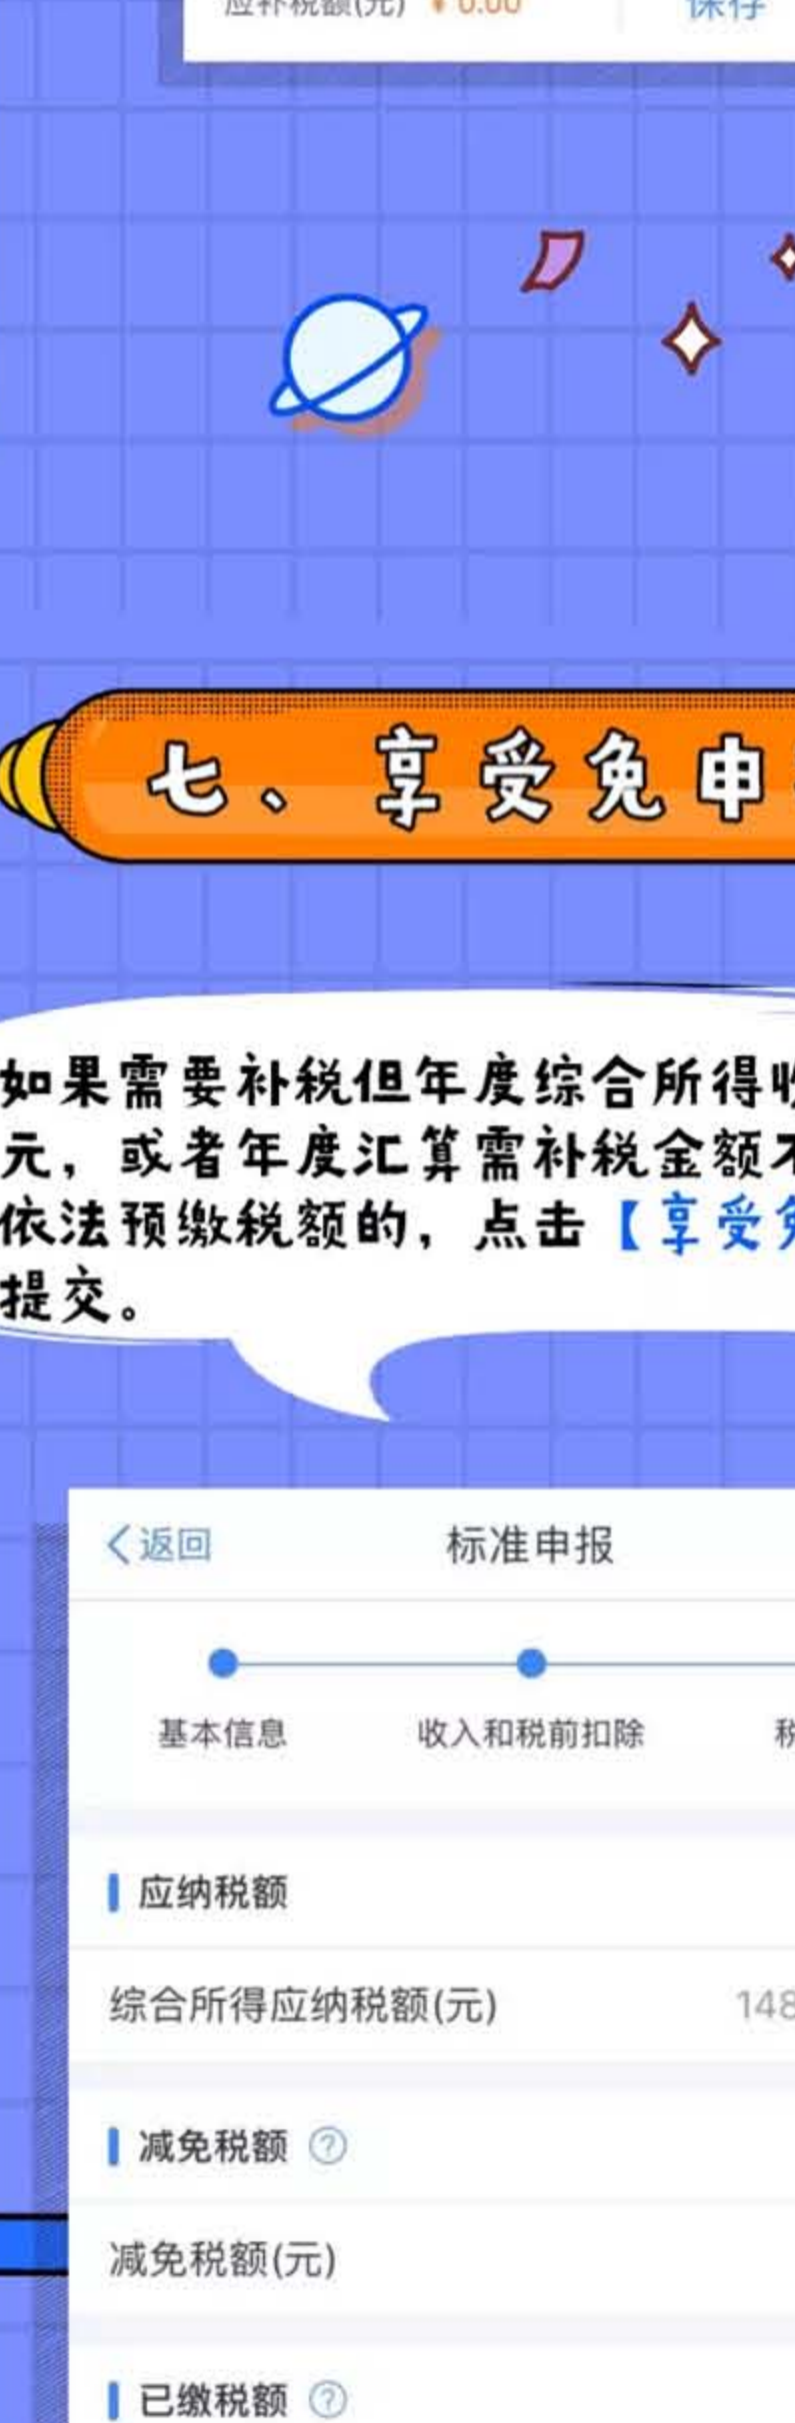 应补税额(元) ¥0.00 保存
七、享受免申
如果需要补税但年度综合所得收
元，或者年度汇算需补税金额不
依法预缴税额的，点击【享受免
提交。
返回 标准申报
基本信息 收入和税前扣除 税
应纳税额
综合所得应纳税额(元) 148
减免税额 ?
减免税额(元)
已缴税额 ?